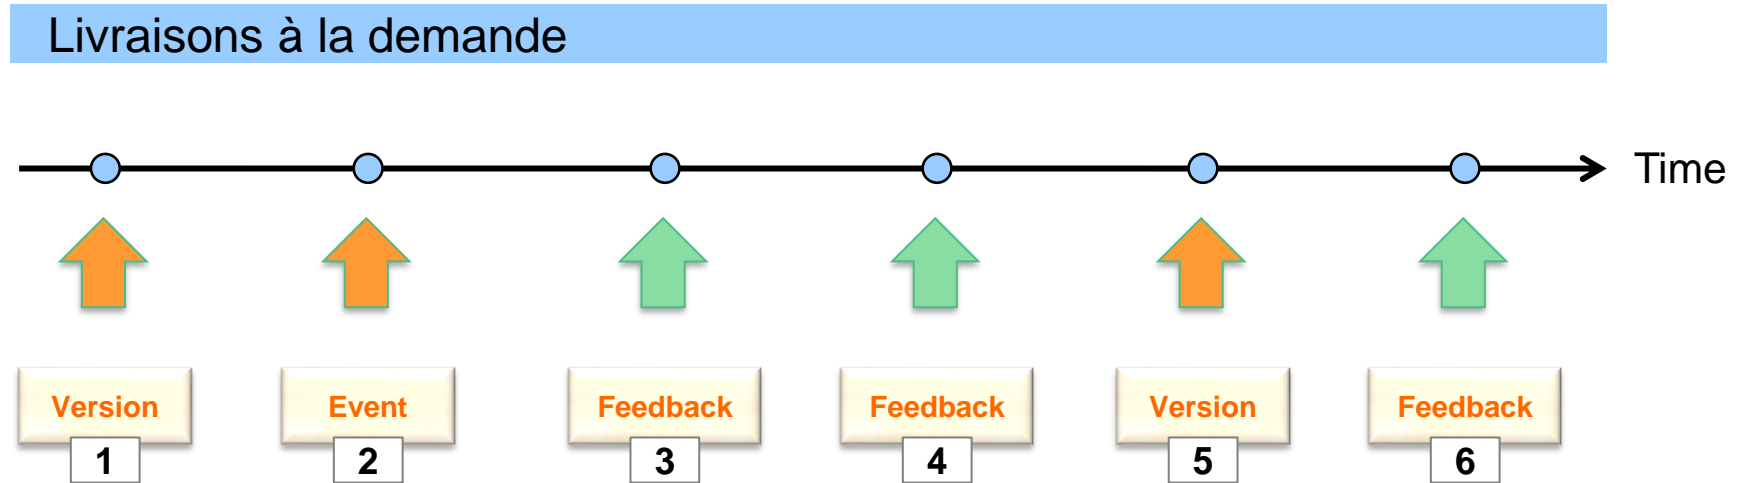 Livraisons à la demande
Time
Version
Event
Feedback
Feedback
Version
Feedback
1
2
3
4
5
6